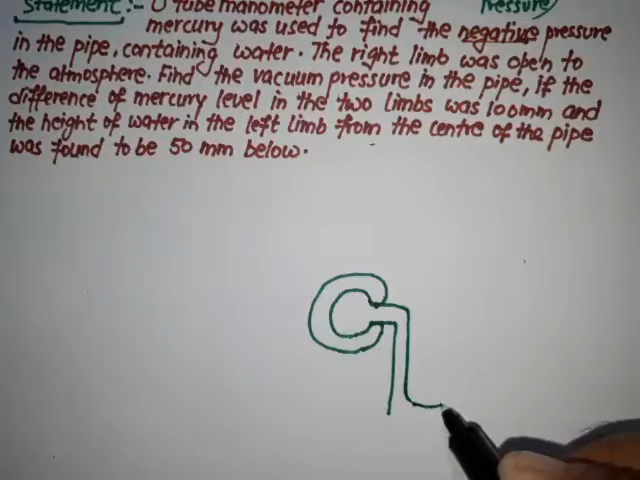 Statement:- U tube manometer containing Pressure)
mercury was used to find the negative pressure
in the pipe, containing water. The right limb was open to
the atmosphere. Find the vacuum pressure in the pipe, if the
difference of mercury level in the two limbs was 100mm and
the height of water in the left limb from the centre of the pipe
was found to be 50 mm below.